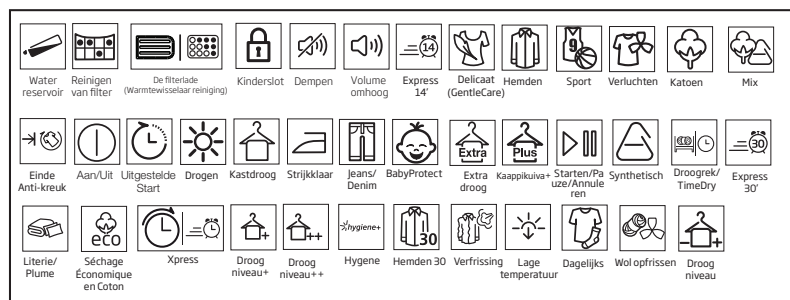 14
9
Water
reservoir
Reinigen
van filter
De filterlade
(Warmtewisselaar reiniging)
Kinderslot
Dempen
Volume
omhoog
Express
14'
Delicaat
(GentleCare)
Hemden
Sport
Verluchten
Katoen
Mix
Extra
Plus
30
Einde
Anti-kreuk
Aan/Uit
Uitgestelde
Start
Drogen
Kastdroog
Strijkklaar
Jeans/
Denim
BabyProtect
Extra
droog
Kaappikuiva+
Starten/Pa
uze/Annule
ren
Synthetisch
Droogrek/
TimeDry
Express
30'
eco
+
++
hygiene+
30
- +
Literie/
Plume
Séchage
Économique
en Coton
Xpress
Droog
niveau+
Droog
niveau++
Hygene
Hemden 30
Verfrissing
Lage
temperatuur
Dagelijks
Wol opfrissen
Droog
niveau